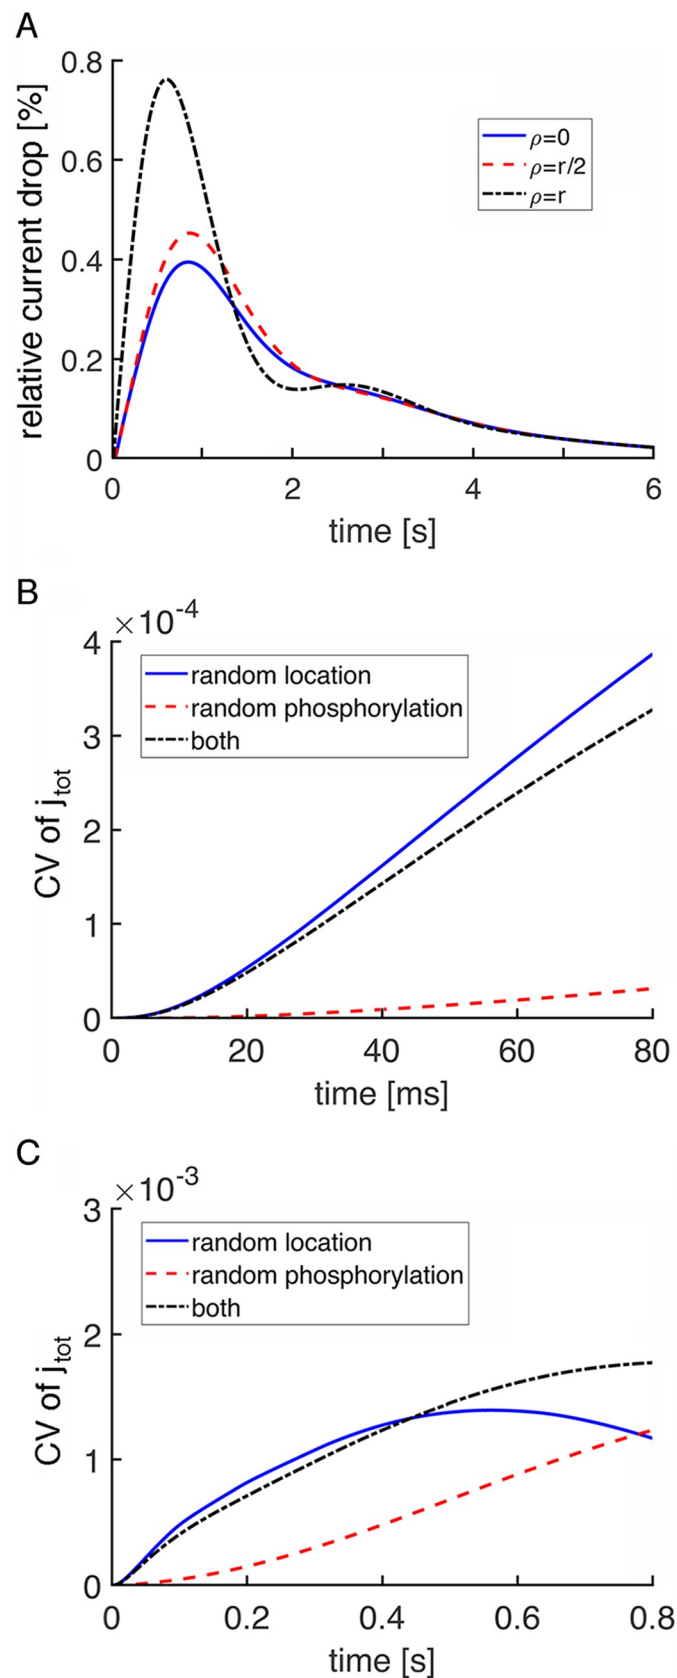 A
relative current drop [%]
0.8
0.6
0.4
0.2
0
ρ=0
ρ=r/2
ρ=r
0 2 4 6
time [s]
B
×10-4
CV of jtot
4
3
2
1
0
random location
random phosphorylation
both
0 20 40 60 80
time [ms]
C
×10-3
CV of jtot
3
2
1
0
random location
random phosphorylation
both
0 0.2 0.4 0.6 0.8
time [s]